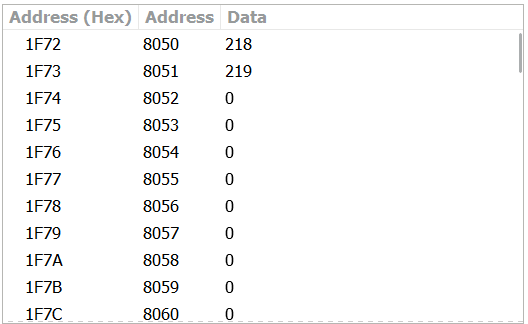 Address (Hex) Address Data
1F72 8050 218
1F73 8051 219
1F74 8052 0
1F75 8053 0
1F76 8054 0
1F77 8055 0
1F78 8056 0
1F79 8057 0
1F7A 8058 0
1F7B 8059 0
1F7C 8060 0